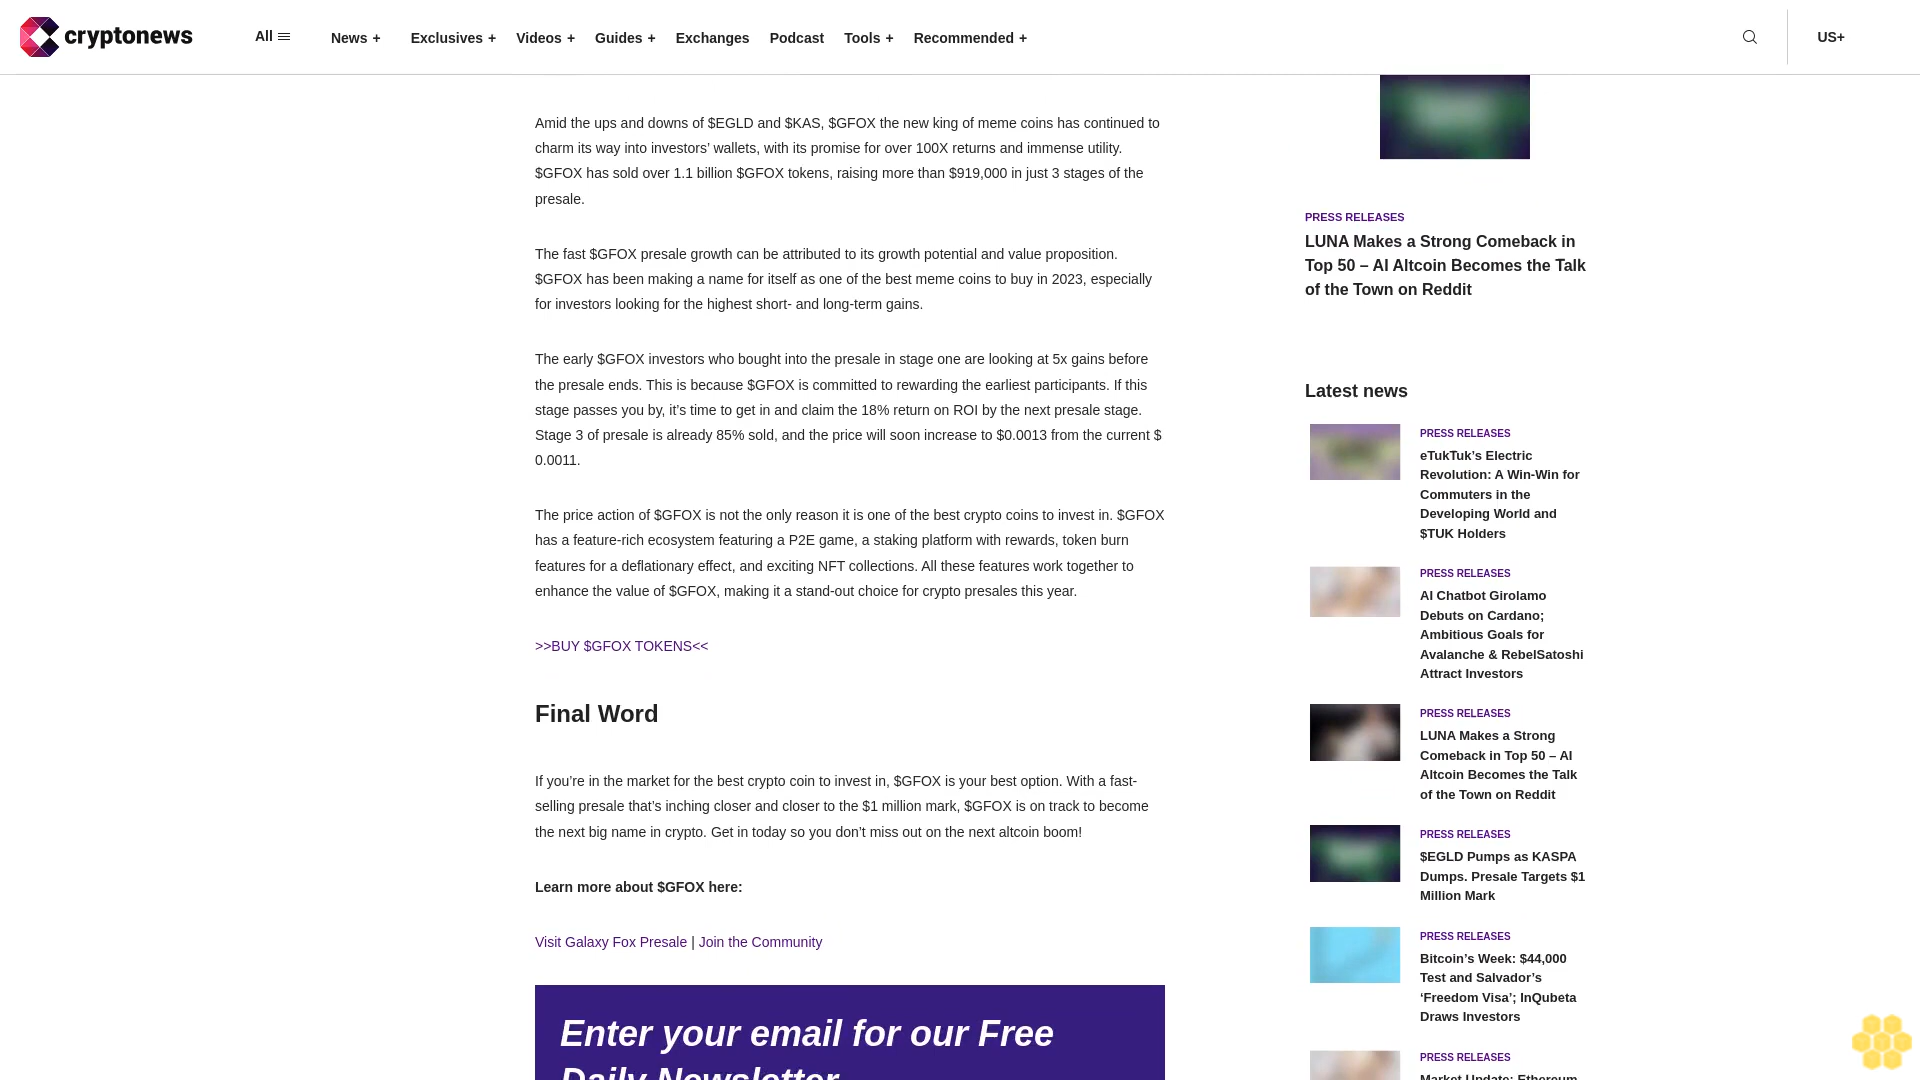 cryptonews
All
News +
Exclusives +
Videos +
Guides +
Exchanges
Podcast
Tools +
Recommended +
US+
Amid the ups and downs of $EGLD and $KAS, $GFOX the new king of meme coins has continued to
charm its way into investors’ wallets, with its promise for over 100X returns and immense utility.
$GFOX has sold over 1.1 billion $GFOX tokens, raising more than $919,000 in just 3 stages of the
presale.
The fast $GFOX presale growth can be attributed to its growth potential and value proposition.
$GFOX has been making a name for itself as one of the best meme coins to buy in 2023, especially
for investors looking for the highest short- and long-term gains.
The early $GFOX investors who bought into the presale in stage one are looking at 5x gains before
the presale ends. This is because $GFOX is committed to rewarding the earliest participants. If this
stage passes you by, it’s time to get in and claim the 18% return on ROI by the next presale stage.
Stage 3 of presale is already 85% sold, and the price will soon increase to $0.0013 from the current $
0.0011.
The price action of $GFOX is not the only reason it is one of the best crypto coins to invest in. $GFOX
has a feature-rich ecosystem featuring a P2E game, a staking platform with rewards, token burn
features for a deflationary effect, and exciting NFT collections. All these features work together to
enhance the value of $GFOX, making it a stand-out choice for crypto presales this year.
>>BUY $GFOX TOKENS<<
Final Word
If you’re in the market for the best crypto coin to invest in, $GFOX is your best option. With a fast-
selling presale that’s inching closer and closer to the $1 million mark, $GFOX is on track to become
the next big name in crypto. Get in today so you don’t miss out on the next altcoin boom!
Learn more about $GFOX here:
Visit Galaxy Fox Presale | Join the Community
Enter your email for our Free
Daily Newsletter
PRESS RELEASES
LUNA Makes a Strong Comeback in
Top 50 – AI Altcoin Becomes the Talk
of the Town on Reddit
Latest news
PRESS RELEASES
eTukTuk’s Electric
Revolution: A Win-Win for
Commuters in the
Developing World and
$TUK Holders
PRESS RELEASES
AI Chatbot Girolamo
Debuts on Cardano;
Ambitious Goals for
Avalanche & RebelSatoshi
Attract Investors
PRESS RELEASES
LUNA Makes a Strong
Comeback in Top 50 – AI
Altcoin Becomes the Talk
of the Town on Reddit
PRESS RELEASES
$EGLD Pumps as KASPA
Dumps. Presale Targets $1
Million Mark
PRESS RELEASES
Bitcoin’s Week: $44,000
Test and Salvador’s
‘Freedom Visa’; InQubeta
Draws Investors
PRESS RELEASES
Market Update: Ethereum